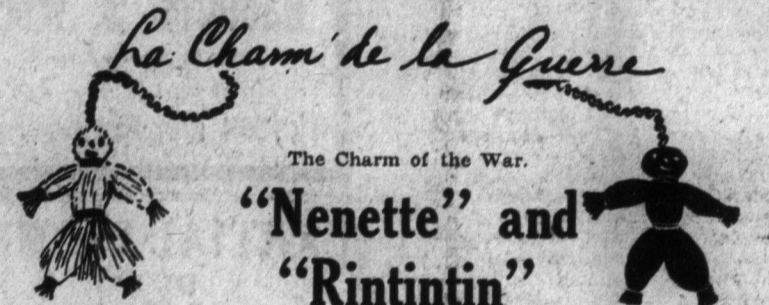 La Charm' de la Guerre
The Charm of the War.
"Nenette" and
"Rintintin"